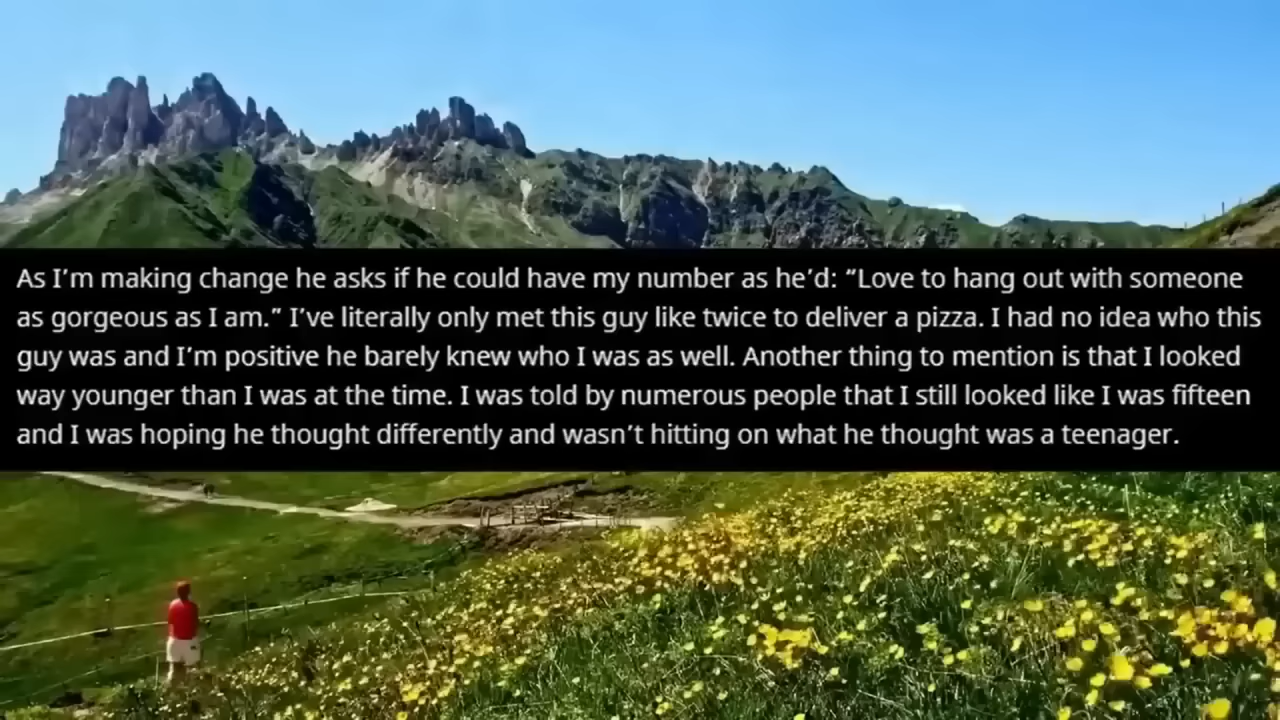 As I’m making change he asks if he could have my number as he’d: “Love to hang out with someone
as gorgeous as I am.” I’ve literally only met this guy like twice to deliver a pizza. I had no idea who this
guy was and I’m positive he barely knew who I was as well. Another thing to mention is that I looked
way younger than I was at the time. I was told by numerous people that I still looked like I was fifteen
and I was hoping he thought differently and wasn’t hitting on what he thought was a teenager.